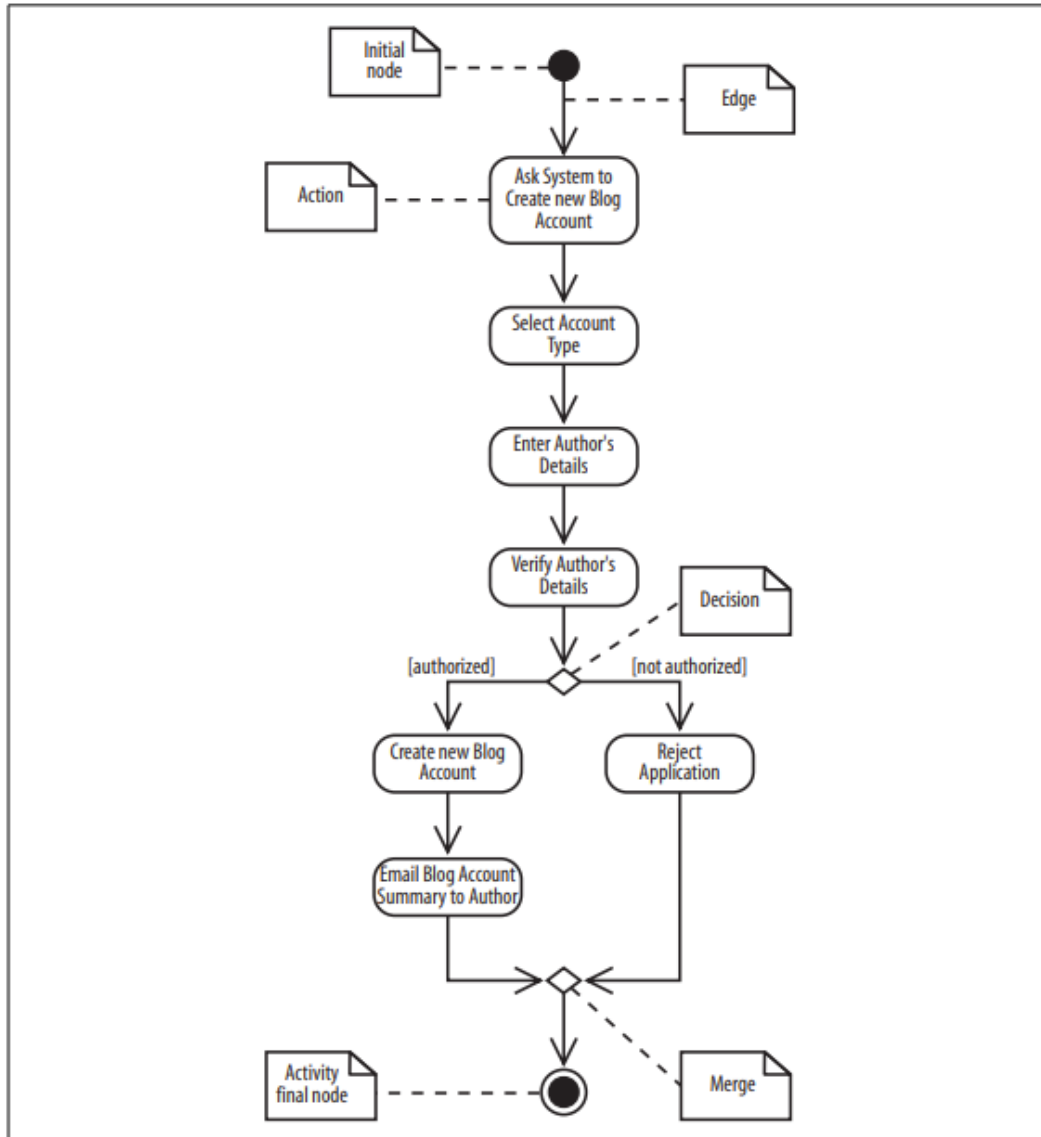 Initial
node
Edge
Ask System to
Create new Blog
Account
Action
Select Account
Type
Enter Author's
Details
Verify Author's
Details
Decision
[authorized]
[not authorized]
Create new Blog
Account
Reject
Application
Email Blog Account
Summary to Author
Activity
final node
Merge